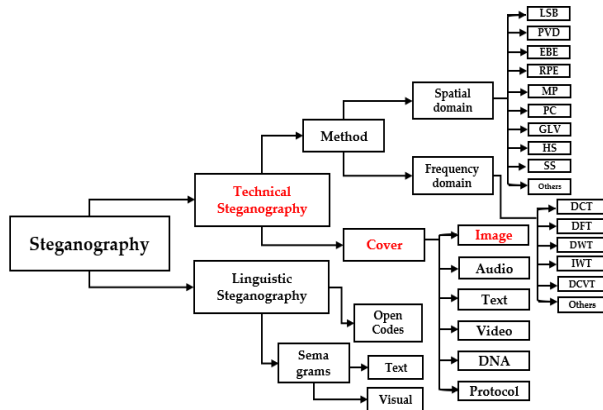 Steganography
Technical
Steganography
Linguistic
Steganography
Method
Cover
Spatial
domain
Frequency
domain
LSB
PVD
EBE
RPE
MP
PC
GLV
HS
SS
Others
DCT
DFT
DWT
IWT
DCVT
Others
Image
Audio
Text
Video
DNA
Protocol
Open
Codes
Sema
grams
Text
Visual